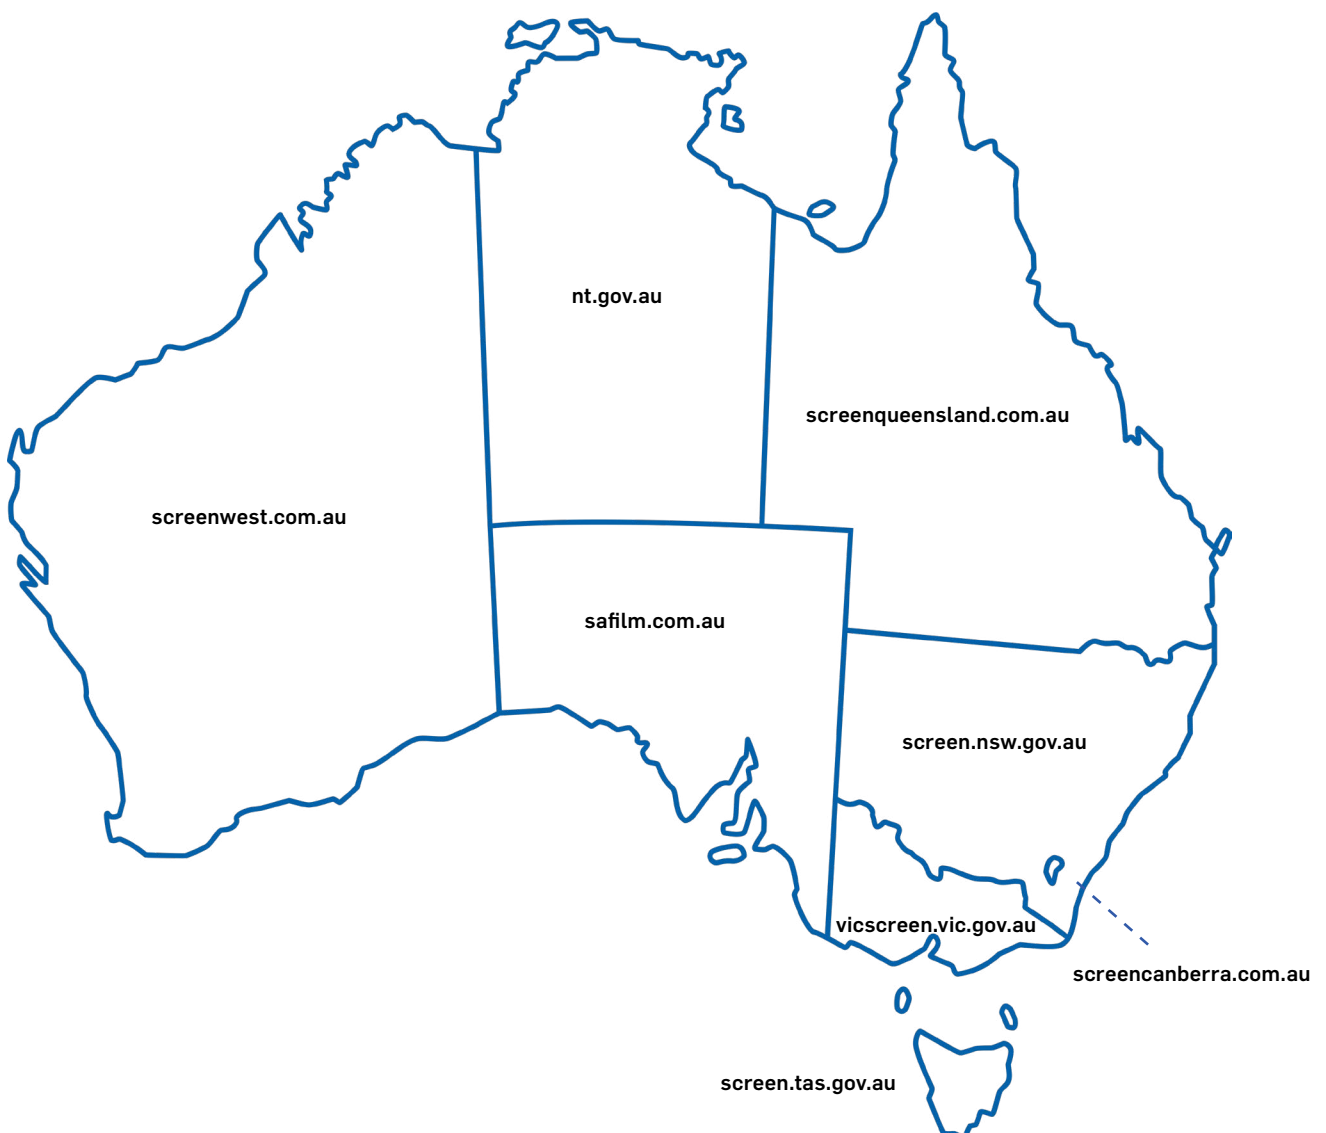 nt.gov.au
screenqueensland.com.au
screenwest.com.au
safilm.com.au
screen.nsw.gov.au
vicscreen.vic.gov.au
screencanberra.com.au
screen.tas.gov.au